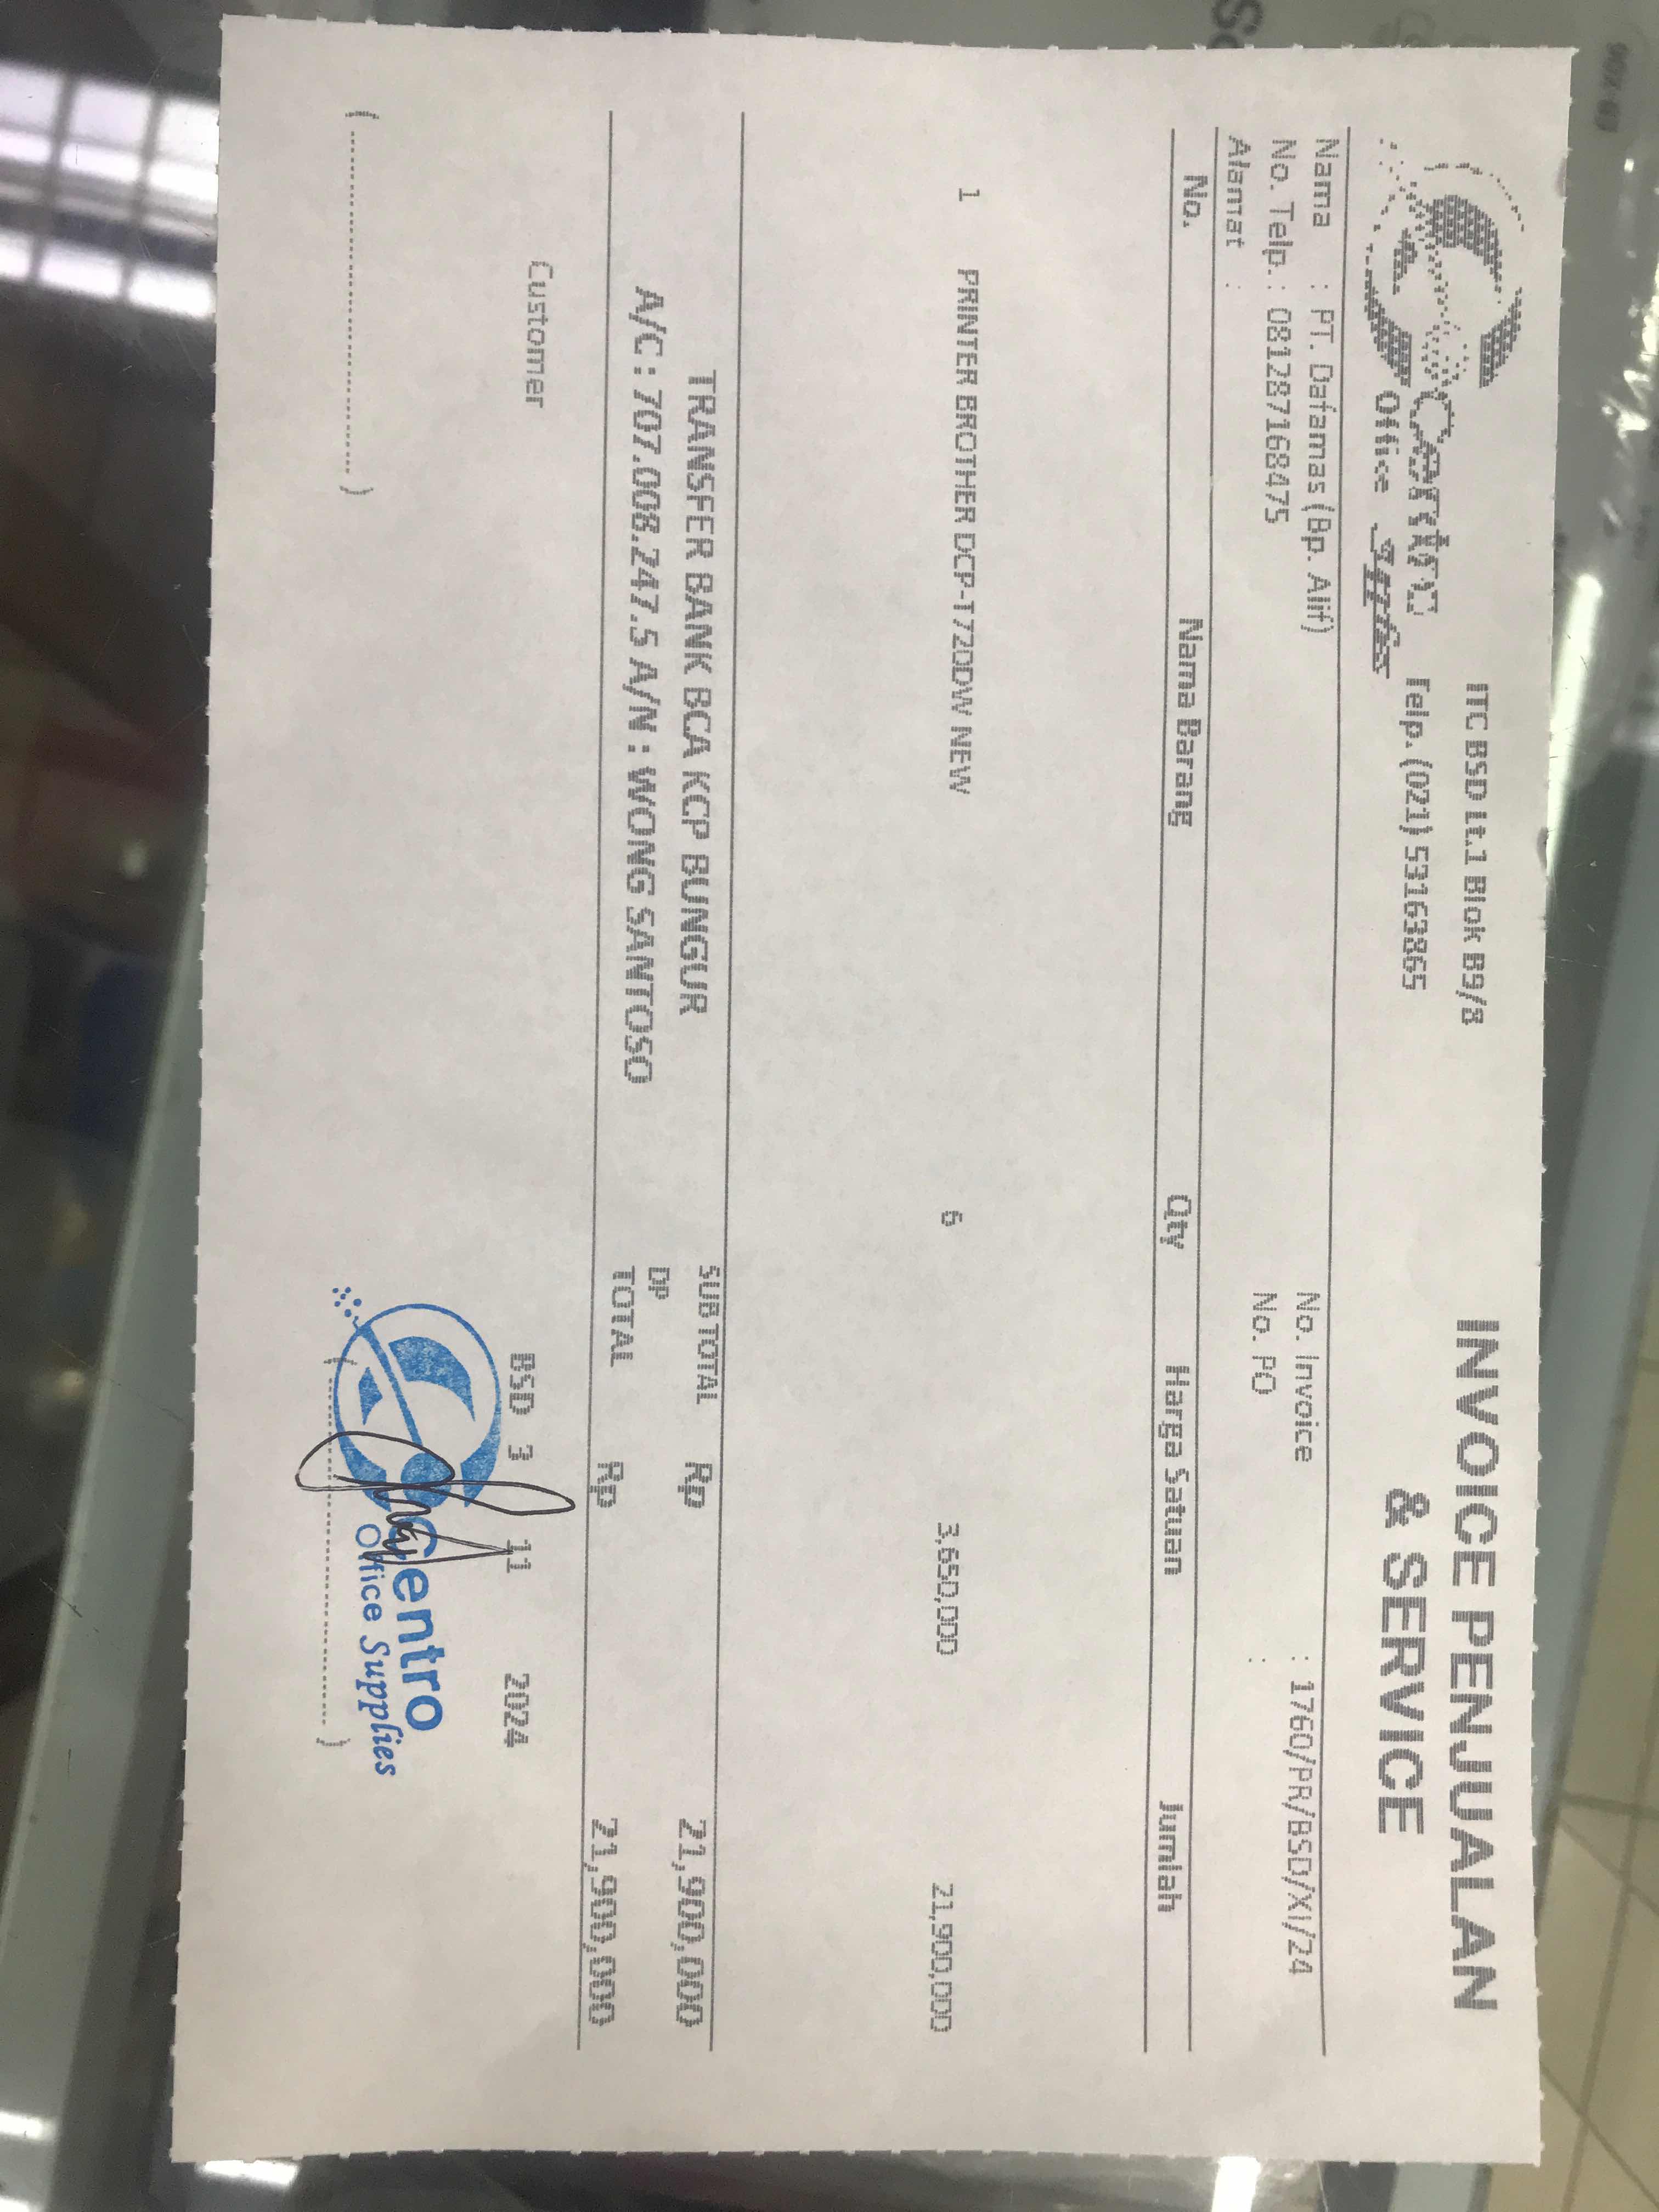 Centro
Office Supplies
ITC BSD Lt.1 Blok B9/8
Telp. (021) 53163865
INVOICE PENJUALAN
& SERVICE
Nama : PT. Dafamas (Bp. Alif)
No. Telp. : 081287168475
Alamat :
No. Invoice : 1760/PR/BSD/XI/24
No. PO :
No. Nama Barang Qty Harga Satuan Jumlah
1 PRINTER BROTHER DCP-T720DW NEW 6 3,650,000 21,900,000
TRANSFER BANK BCA KCP BUNGUR
A/C : 707.008.247.5 A/N : WONG SANTOSO
SUBTOTAL Rp 21,900,000
DP
TOTAL Rp 21,900,000
Customer
BSD 3 11 2024
Centro
Office Supplies
(---------------------------)
(---------------------------)